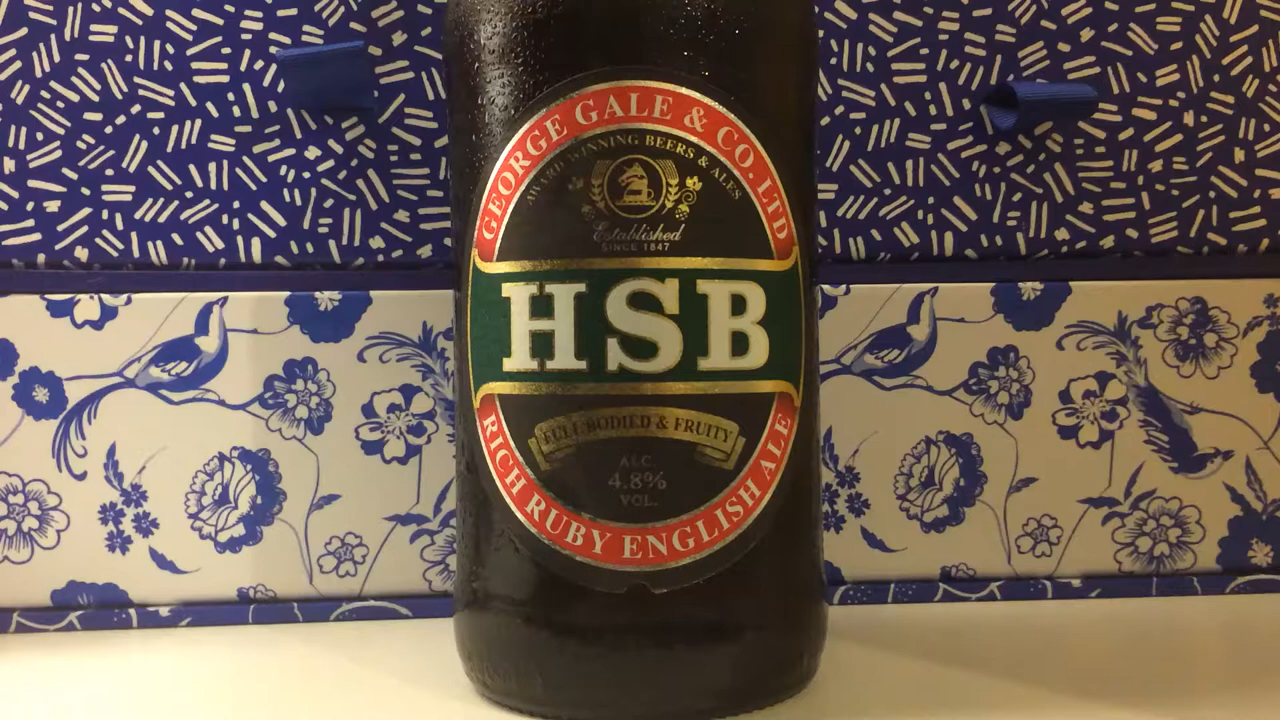 GEORGE GALE & CO. LTD
AWARD WINNING BEERS & ALES
Established
SINCE 1847
HSB
FULL BODIED & FRUITY
ALC.
4.8%
VOL.
RICH RUBY ENGLISH ALE